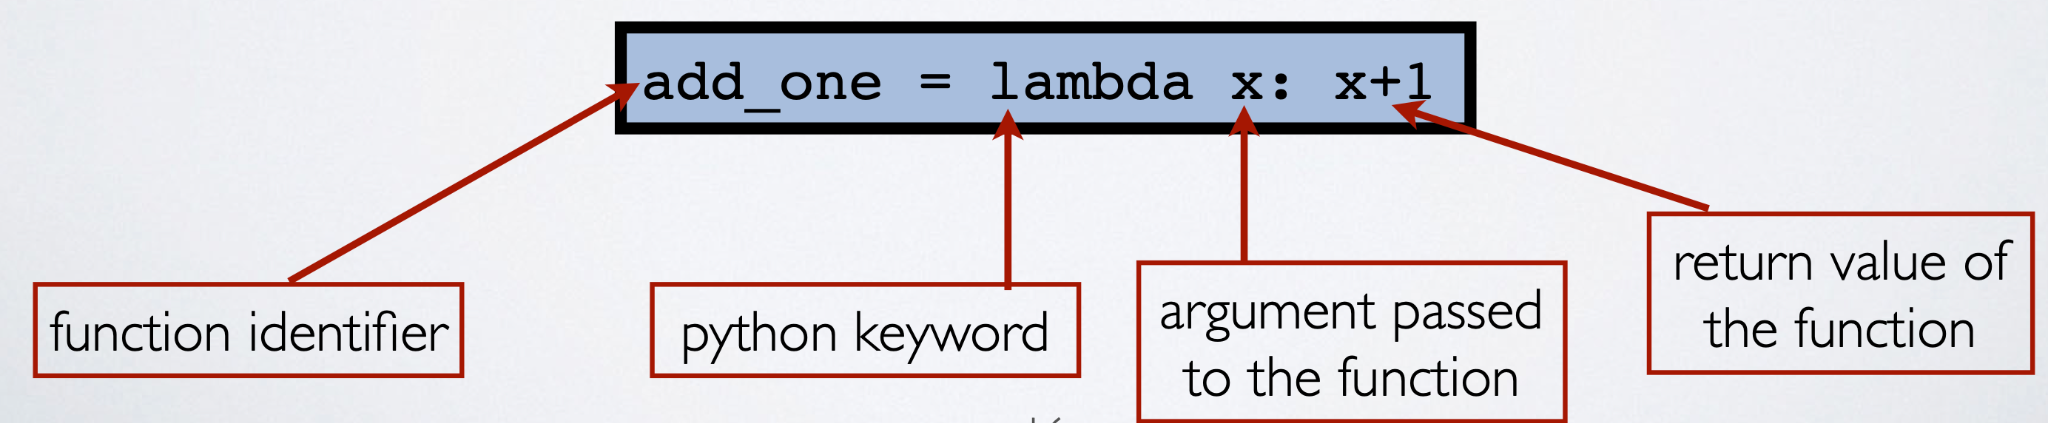 add_one = lambda x: x+1
function identifier
python keyword
argument passed
to the function
return value of
the function